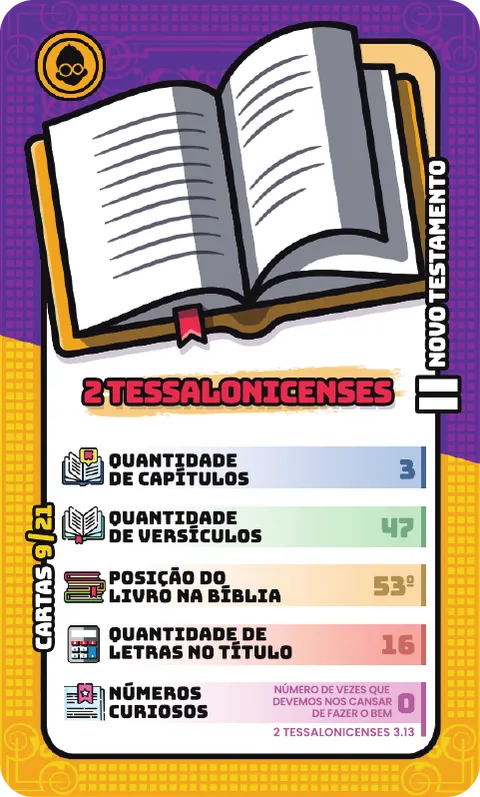 NOVO TESTAMENTO
2 TESSALONICENSES
QUANTIDADE
DE CAPÍTULOS
3
QUANTIDADE
DE VERSÍCULOS
47
POSIÇÃO DO
LIVRO NA BÍBLIA
53º
QUANTIDADE DE
LETRAS NO TÍTULO
16
NÚMEROS
CURIOSOS
NÚMERO DE VEZES QUE
DEVEMOS NOS CANSAR
DE FAZER O BEM
0
2 TESSALONICENSES 3.13
CARTAS 9/21